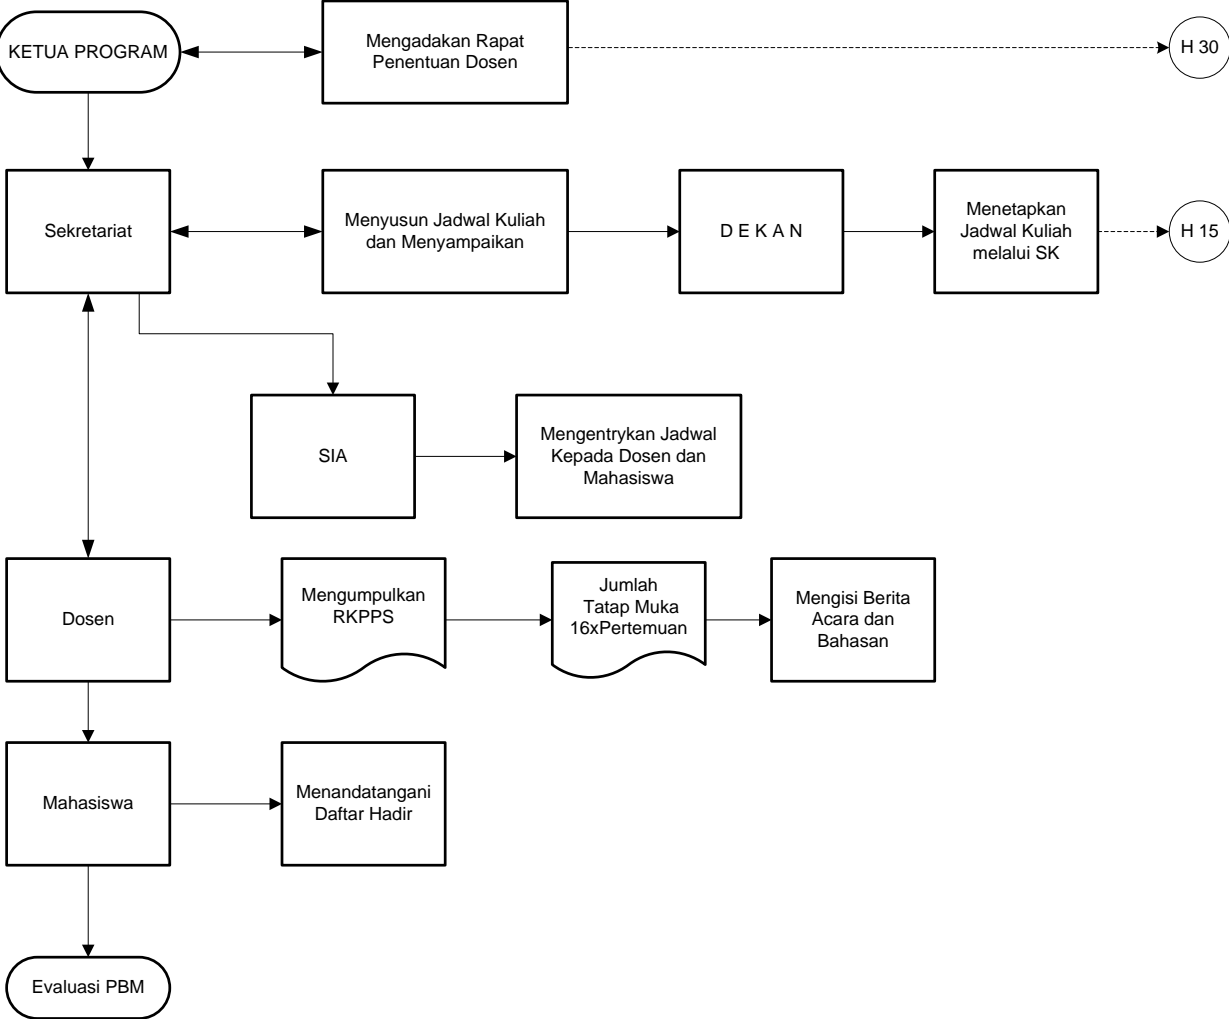 KETUA PROGRAM
Mengadakan Rapat
Penentuan Dosen
H 30
Sekretariat
Menyusun Jadwal Kuliah
dan Menyampaikan
D E K A N
Menetapkan
Jadwal Kuliah
melalui SK
H 15
SIA
Mengentrykan Jadwal
Kepada Dosen dan
Mahasiswa
Dosen
Mengumpulkan
RKPPS
Jumlah
Tatap Muka
16xPertemuan
Mengisi Berita
Acara dan
Bahasan
Mahasiswa
Menandatangani
Daftar Hadir
Evaluasi PBM